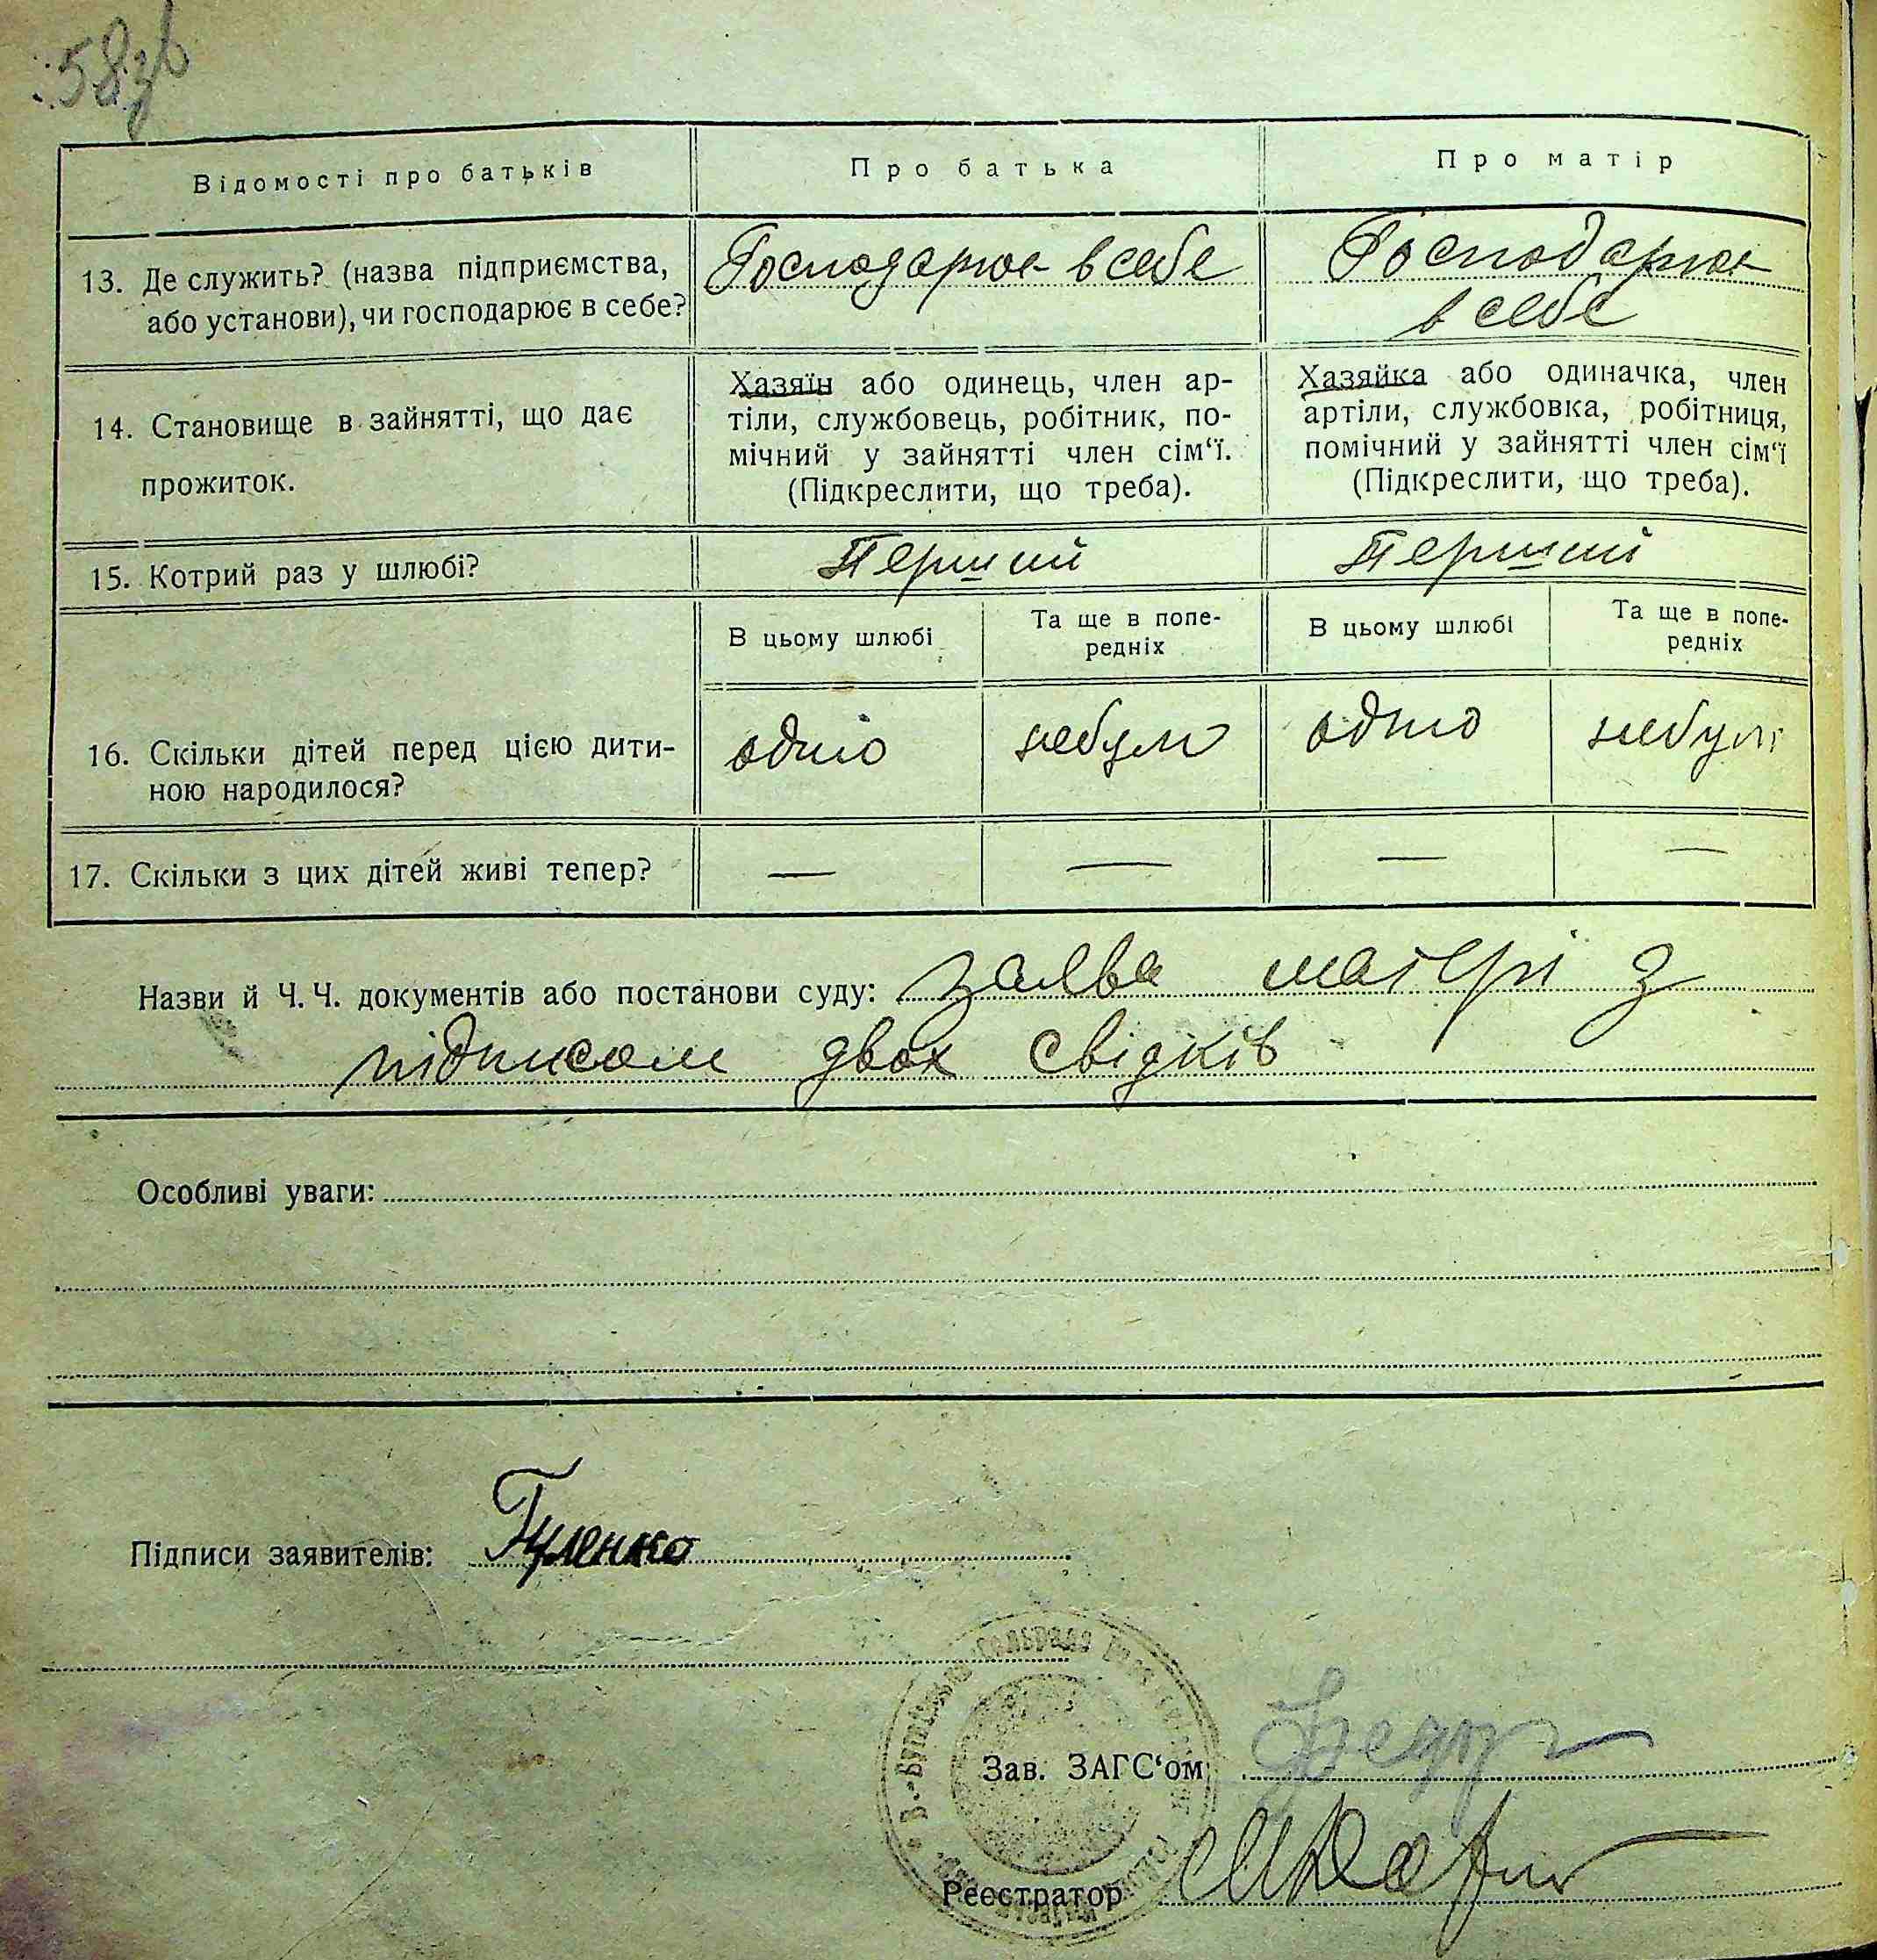 58зв
Відомості про батьків
Про батька
Про матір
13. Де служить? (назва підприємства,
або установи), чи господарює в себе?
Господарює в себе
Господарює
в себе
14. Становище в зайнятті, що дає
прожиток.
Хазяїн або одинець, член ар-
тіли, службовець, робітник, по-
мічний у зайнятті член сім‘ї.
(Підкреслити, що треба).
Хазяйка або одиначка, член
артіли, службовка, робітниця,
помічний у зайнятті член сім‘ї
(Підкреслити, що треба).
15. Котрий раз у шлюбі?
Перший
Перший
В цьому шлюбі
Та ще в попе-
редніх
В цьому шлюбі
Та ще в попе-
редніх
16. Скільки дітей перед цією дити-
ною народилося?
одно
небуло
одно
небуло
17. Скільки з цих дітей живі тепер?
—
—
—
—
Назви й Ч. Ч. документів або постанови суду: заява матері з
підписом двох свідків
Особливі уваги:
Підписи заявителів: Гуленко
сільрада
Зав. ЗАГС‘ом
Реєстратор